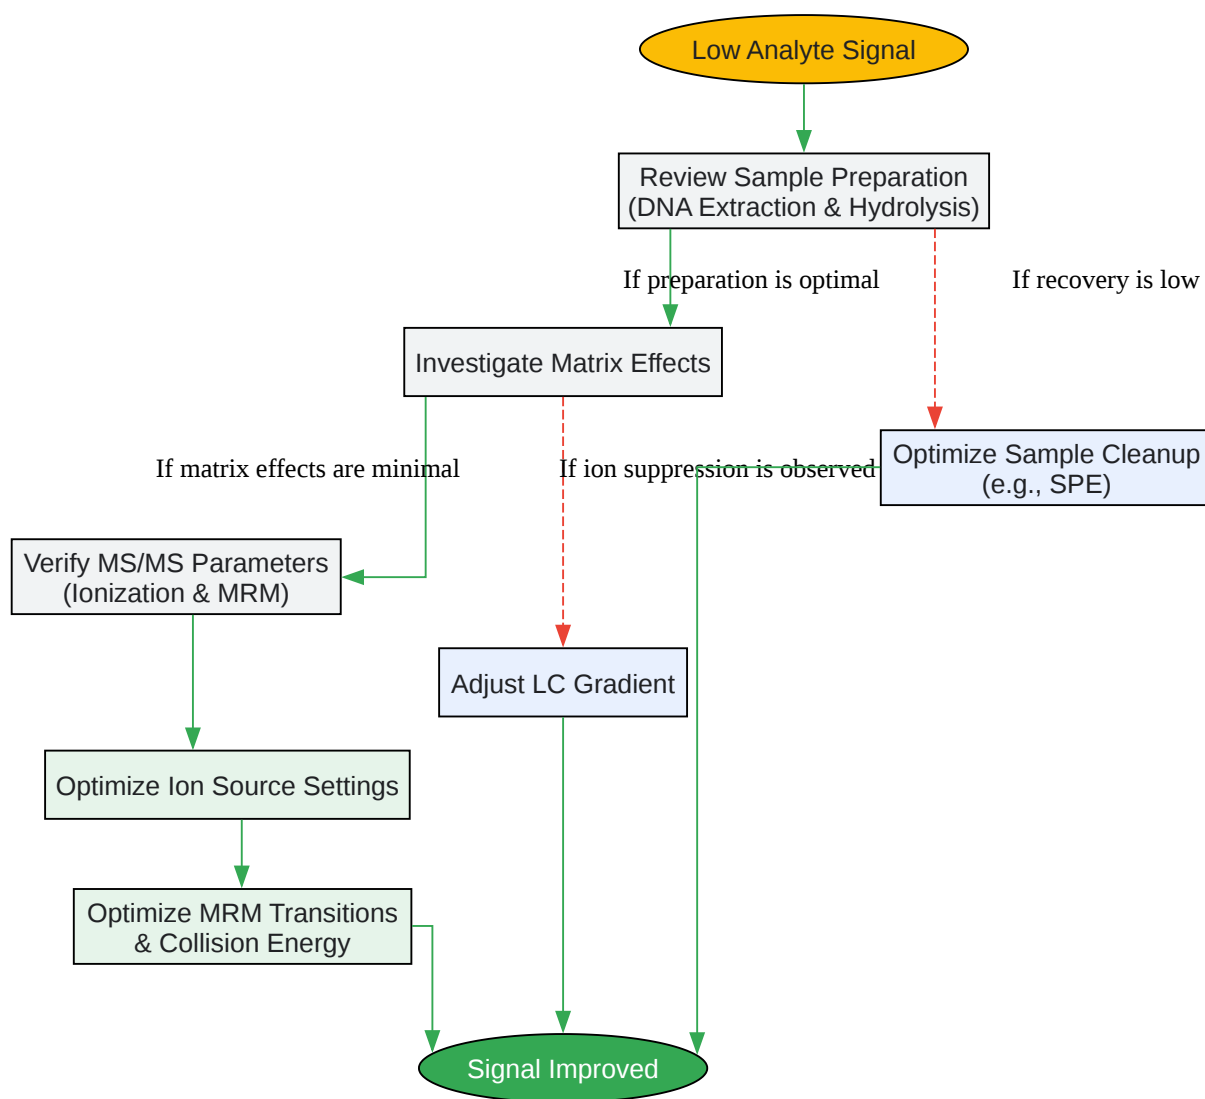 Low Analyte Signal
Review Sample Preparation
(DNA Extraction & Hydrolysis)
If preparation is optimal
If recovery is low
Investigate Matrix Effects
If matrix effects are minimal
If ion suppression is observed
Optimize Sample Cleanup
(e.g., SPE)
Verify MS/MS Parameters
(Ionization & MRM)
Adjust LC Gradient
Optimize Ion Source Settings
Optimize MRM Transitions
& Collision Energy
Signal Improved